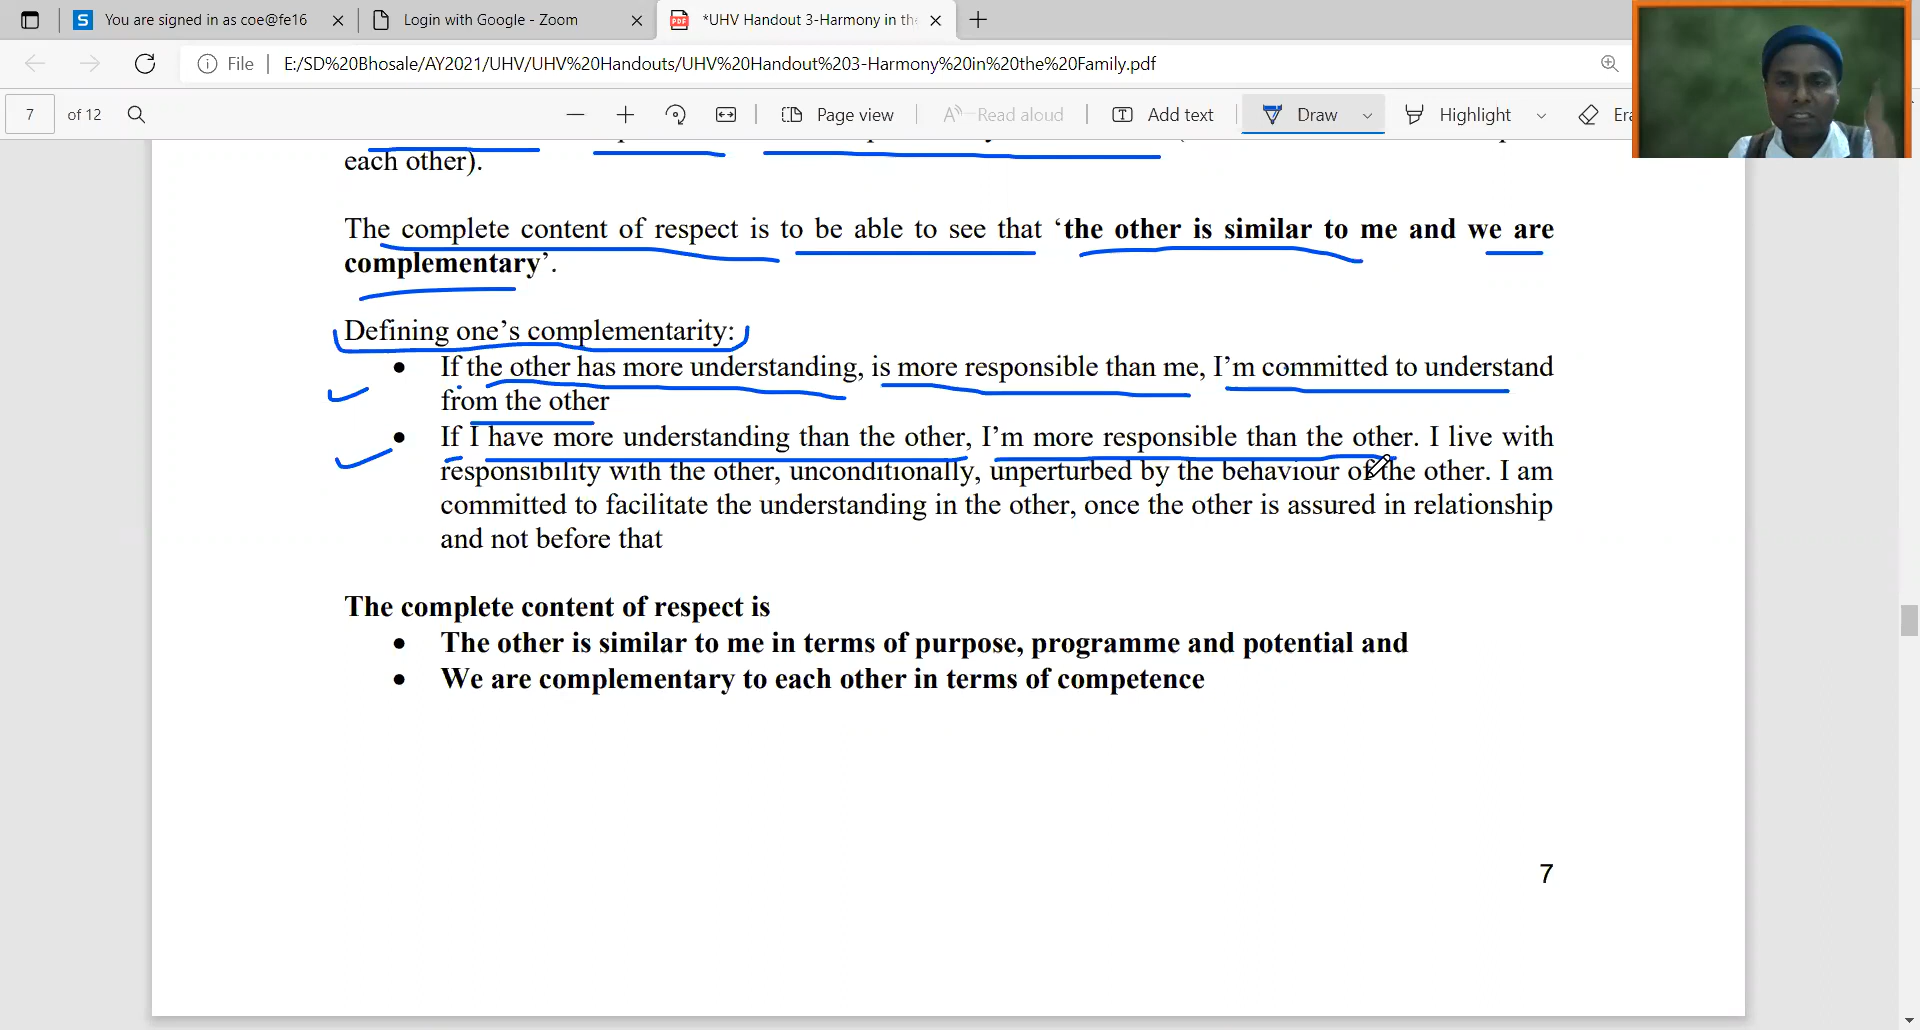 You are signed in as coe@fe16
Login with Google - Zoom
PDF
*UHV Handout 3-Harmony in the
S
File
E:/SD%20Bhosale/AY2021/UHV/UHV%20Handouts/UHV%20Handout%203-Harmony%20in%20the%20Family.pdf
7 of 12
Page view
Read aloud
Add text
Draw
Highlight
each other).
The complete content of respect is to be able to see that ‘the other is similar to me and we are
complementary’.
Defining one’s complementarity:
• If the other has more understanding, is more responsible than me, I’m committed to understand
from the other
• If I have more understanding than the other, I’m more responsible than the other. I live with
responsibility with the other, unconditionally, unperturbed by the behaviour of the other. I am
committed to facilitate the understanding in the other, once the other is assured in relationship
and not before that
The complete content of respect is
• The other is similar to me in terms of purpose, programme and potential and
• We are complementary to each other in terms of competence
7